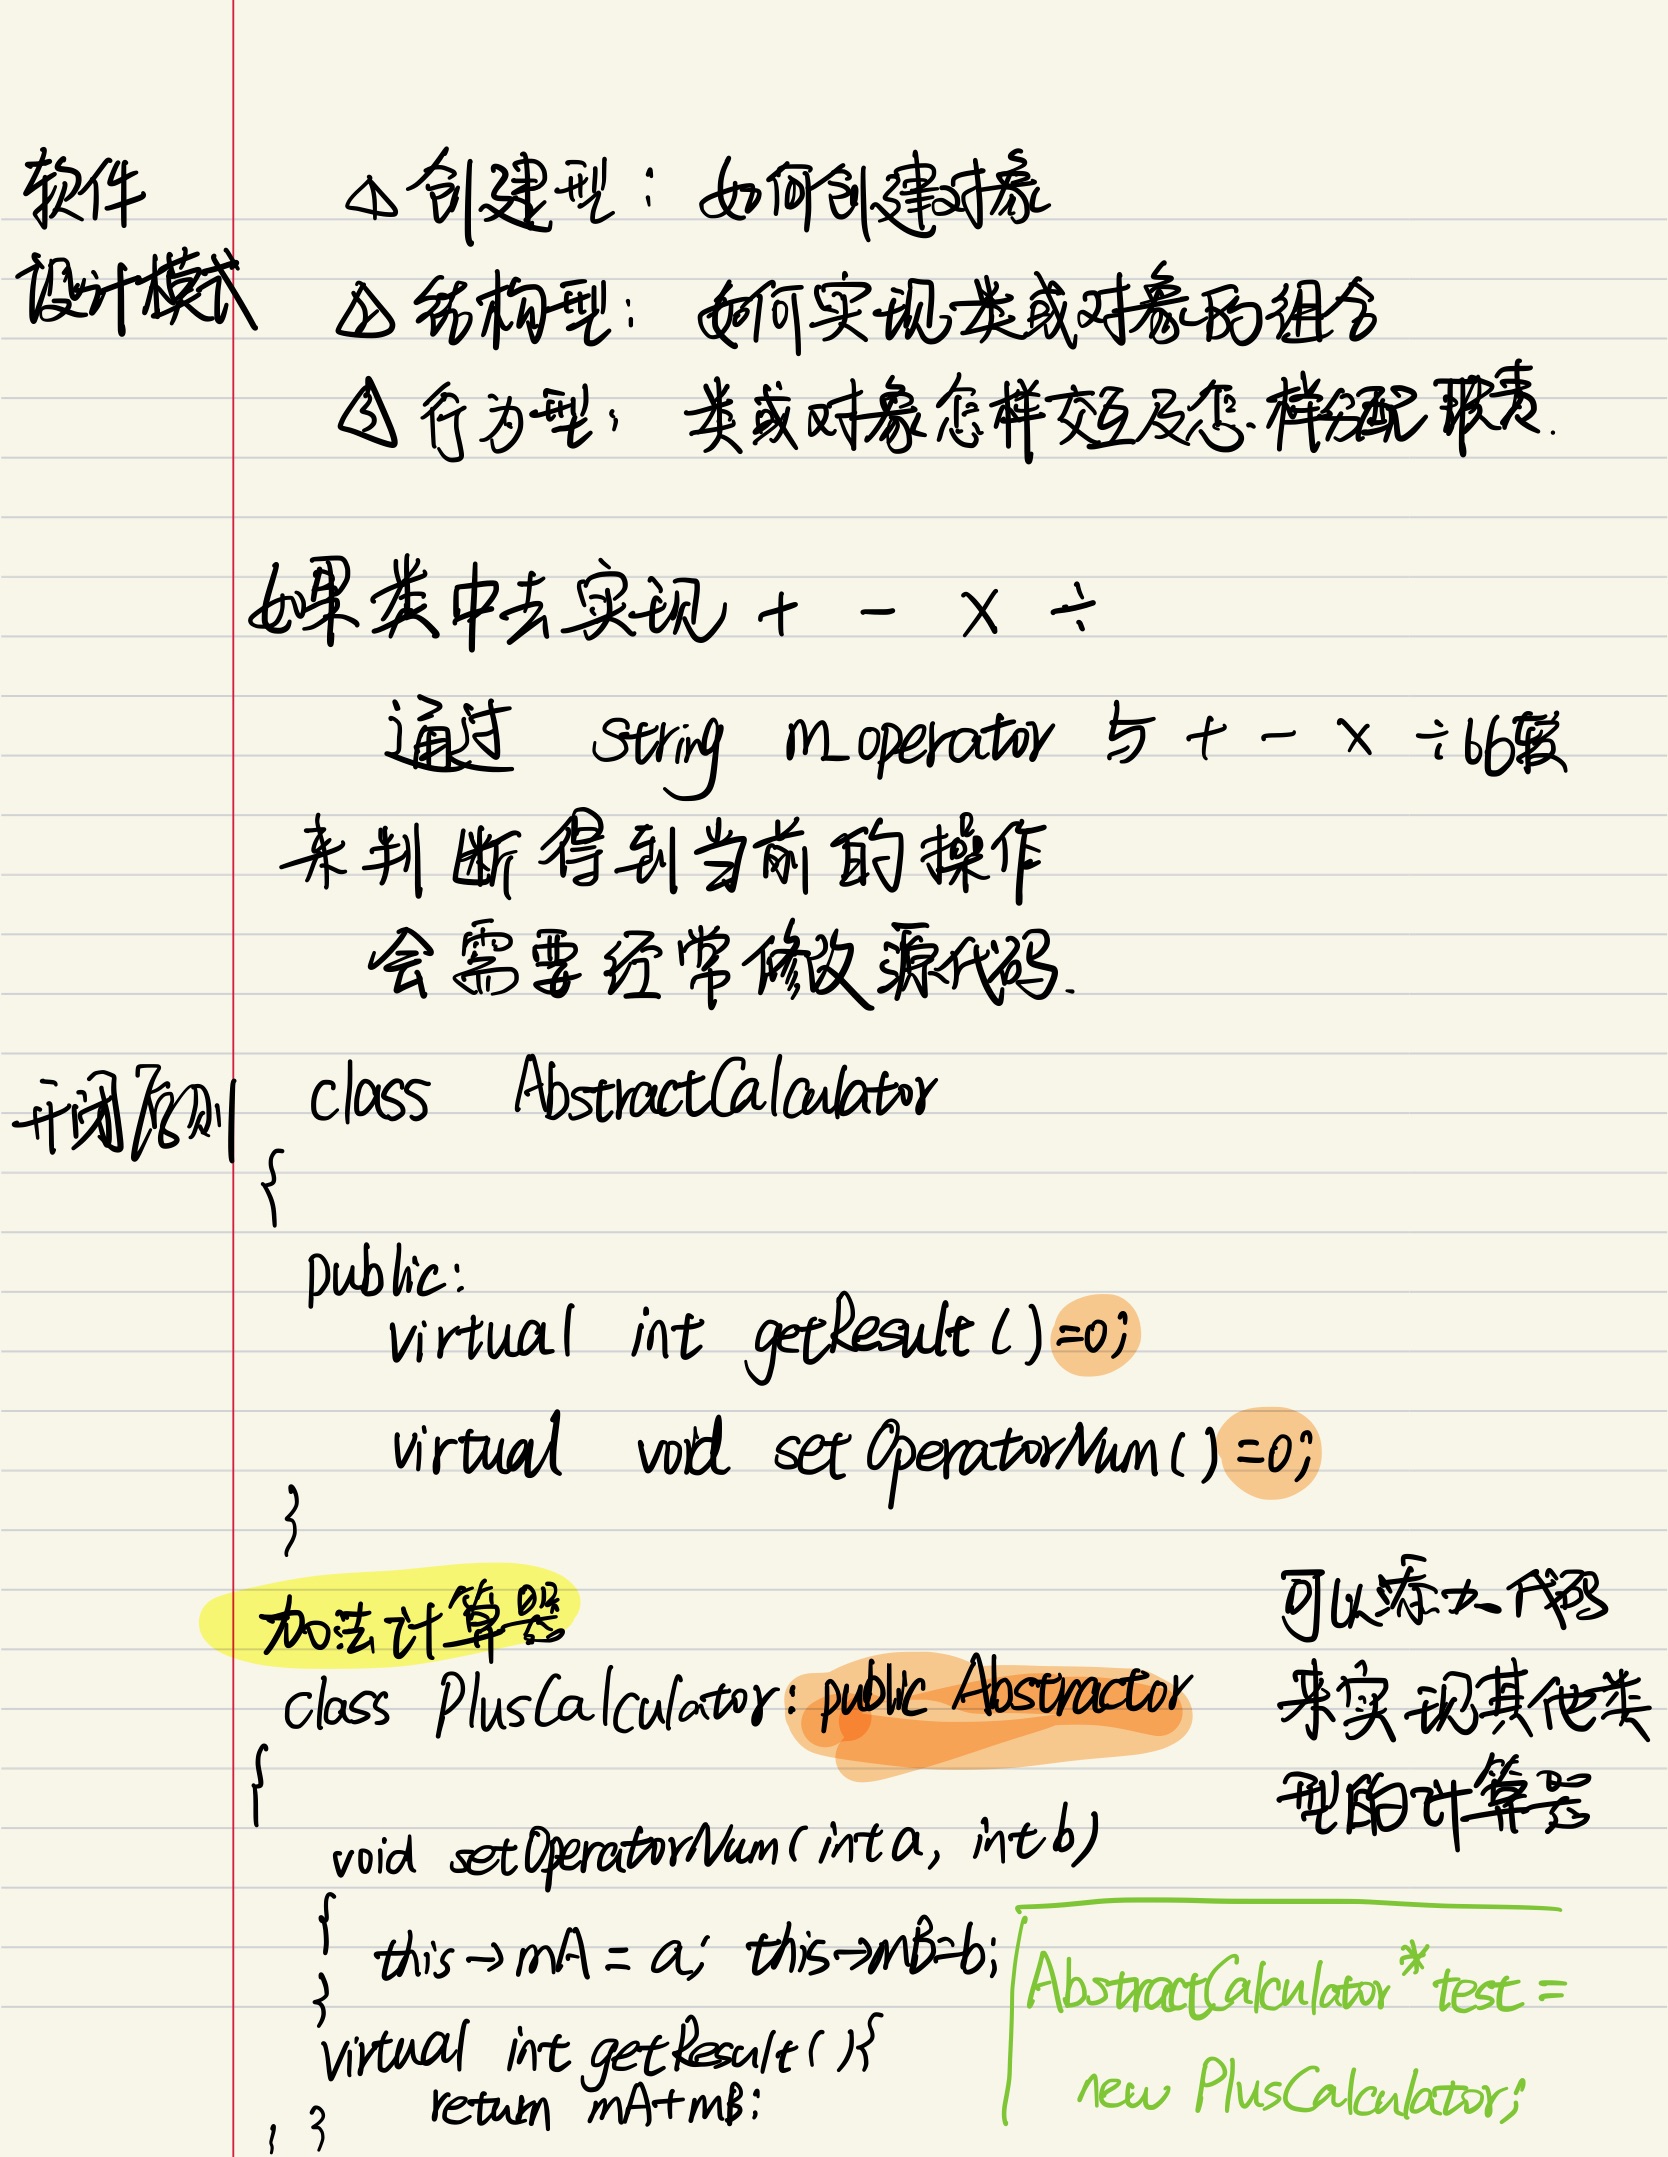 软件
设计模式
① 创建型：如何创建对象
② 结构型：如何实现类或对象的组合
③ 行为型：类或对象怎样交互及怎样分配职责.
如果类中去实现 + - × ÷
通过 string m_operator 与 + - × ÷比较
来判断得到当前的操作
会需要经常修改源代码.
开闭原则
class AbstractCalculator
{
public:
virtual int getResult()=0;
virtual void setOperatorNum()=0;
}
加法计算器
class PlusCalculator: public Abstractor
{
void setOperatorNum(int a, int b)
{
this→mA = a; this→mB=b;
}
virtual int getResult(){
return mA+mB;
}
可以添加代码
来实现其他类
型的计算器
AbstractCalculator* test =
new PlusCalculator;